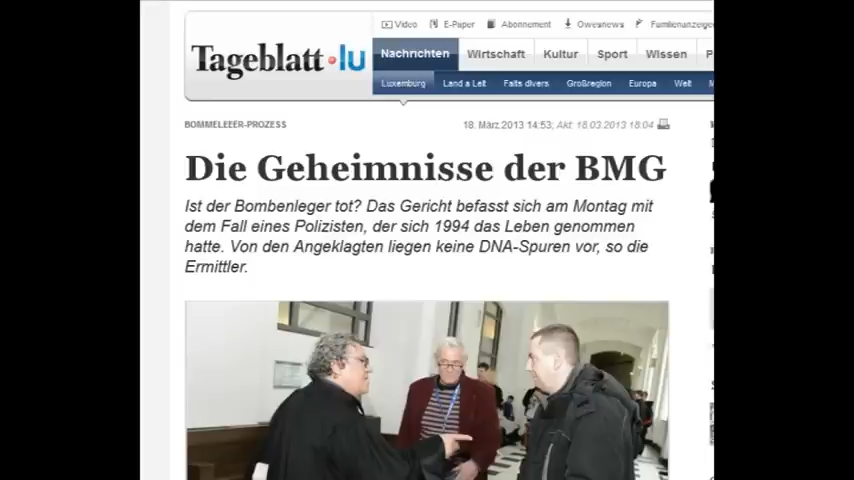 Video E-Paper Abonnement Owesnews Familienanzeigen
Tageblatt.lu
Nachrichten Wirtschaft Kultur Sport Wissen
Luxemburg Land a Leit Faits divers Großregion Europa Welt
BOMMELEEER-PROZESS 18. März 2013 14:53; Akt: 18.03.2013 18:04
Die Geheimnisse der BMG
Ist der Bombenleger tot? Das Gericht befasst sich am Montag mit
dem Fall eines Polizisten, der sich 1994 das Leben genommen
hatte. Von den Angeklagten liegen keine DNA-Spuren vor, so die
Ermittler.